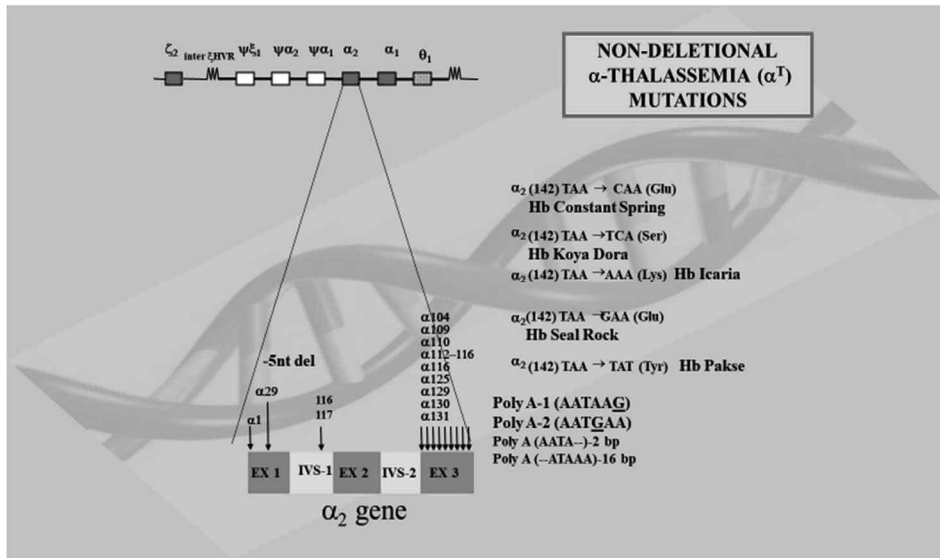 ζ2 inter ξHVR ψξ1 ψα2 ψα1 α2 α1 θ1
NON-DELETIONAL
α-THALASSEMIA (αT)
MUTATIONS
α2 (142) TAA → CAA (Glu)
Hb Constant Spring
α2 (142) TAA →TCA (Ser)
Hb Koya Dora
α2 (142) TAA →AAA (Lys) Hb Icaria
α2(142) TAA →GAA (Glu)
Hb Seal Rock
α2 (142) TAA → TAT (Tyr) Hb Pakse
Poly A-1 (AATAAG)
Poly A-2 (AATGAA)
Poly A (AATA--)-2 bp
Poly A (--ATAAA)-16 bp
-5nt del
α29
α1
116
117
α104
α109
α110
α112–116
α116
α125
α129
α130
α131
EX 1 IVS-1 EX 2 IVS-2 EX 3
α2 gene